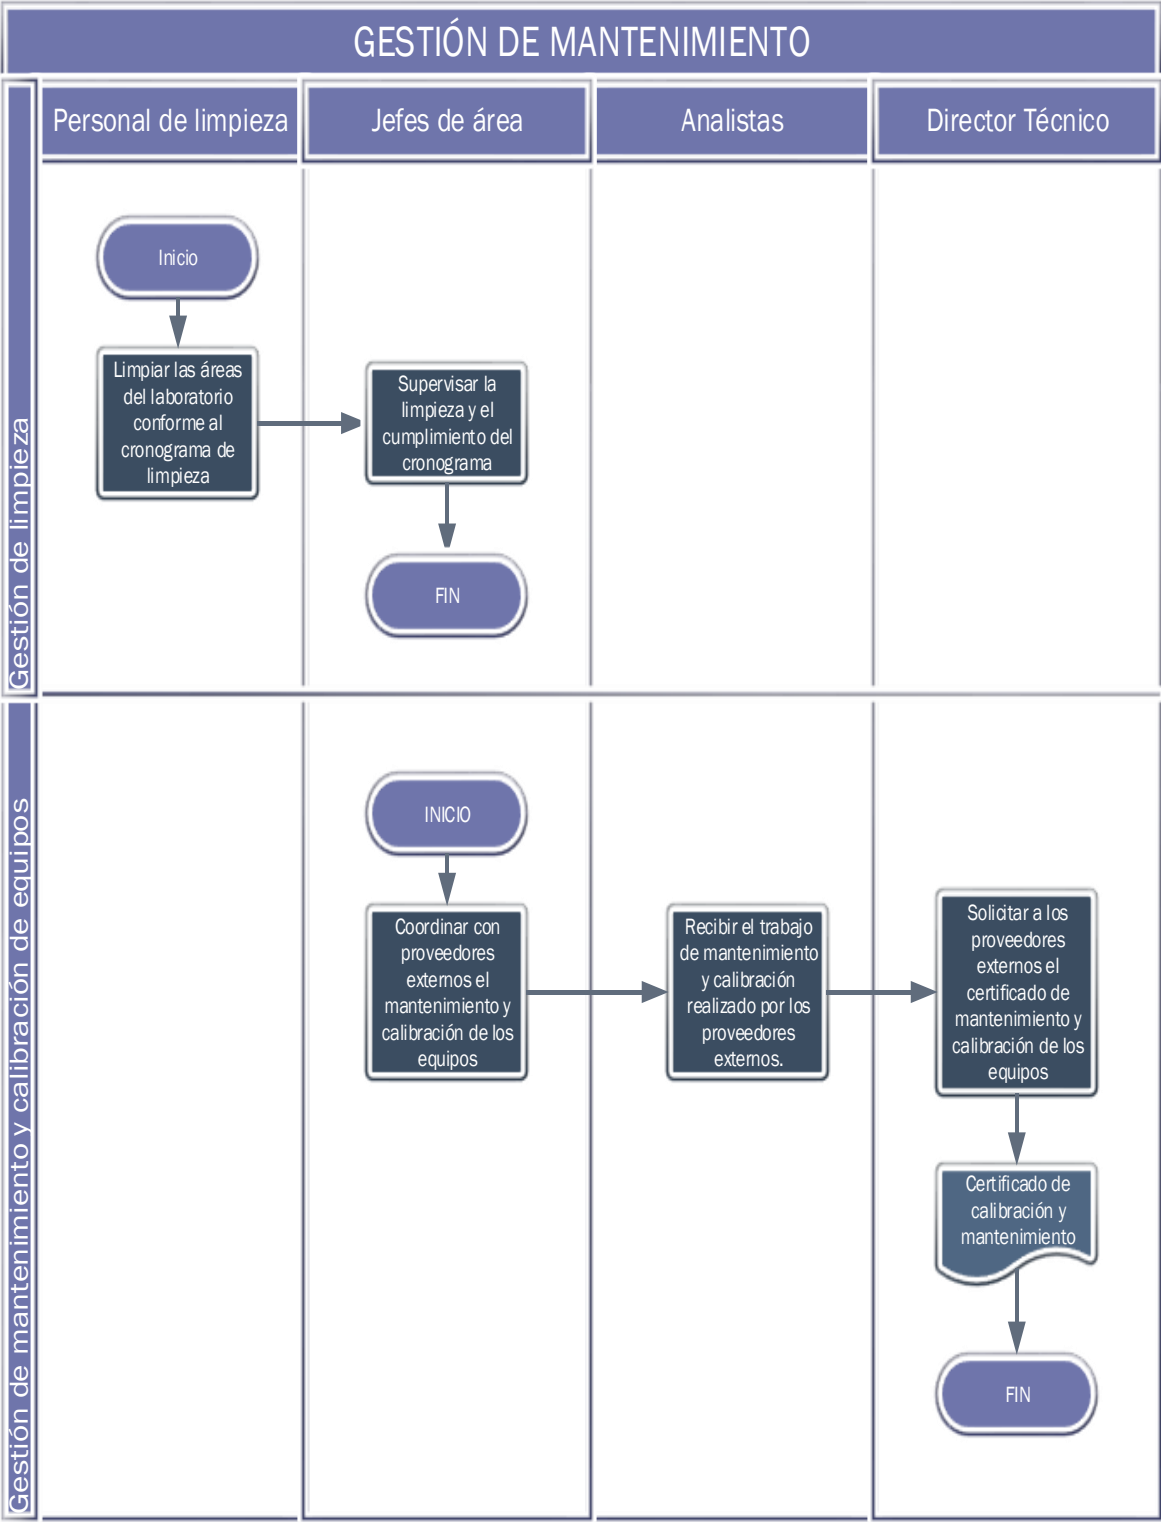 GESTIÓN DE MANTENIMIENTO
Personal de limpieza
Jefes de área
Analistas
Director Técnico
Gestión de limpieza
Inicio
Limpiar las áreas
del laboratorio
conforme al
cronograma de
limpieza
Supervisar la
limpieza y el
cumplimiento del
cronograma
FIN
Gestión de mantenimiento y calibración de equipos
INICIO
Coordinar con
proveedores
externos el
mantenimiento y
calibración de los
equipos
Recibir el trabajo
de mantenimiento
y calibración
realizado por los
proveedores
externos.
Solicitar a los
proveedores
externos el
certificado de
mantenimiento y
calibración de los
equipos
Certificado de
calibración y
mantenimiento
FIN